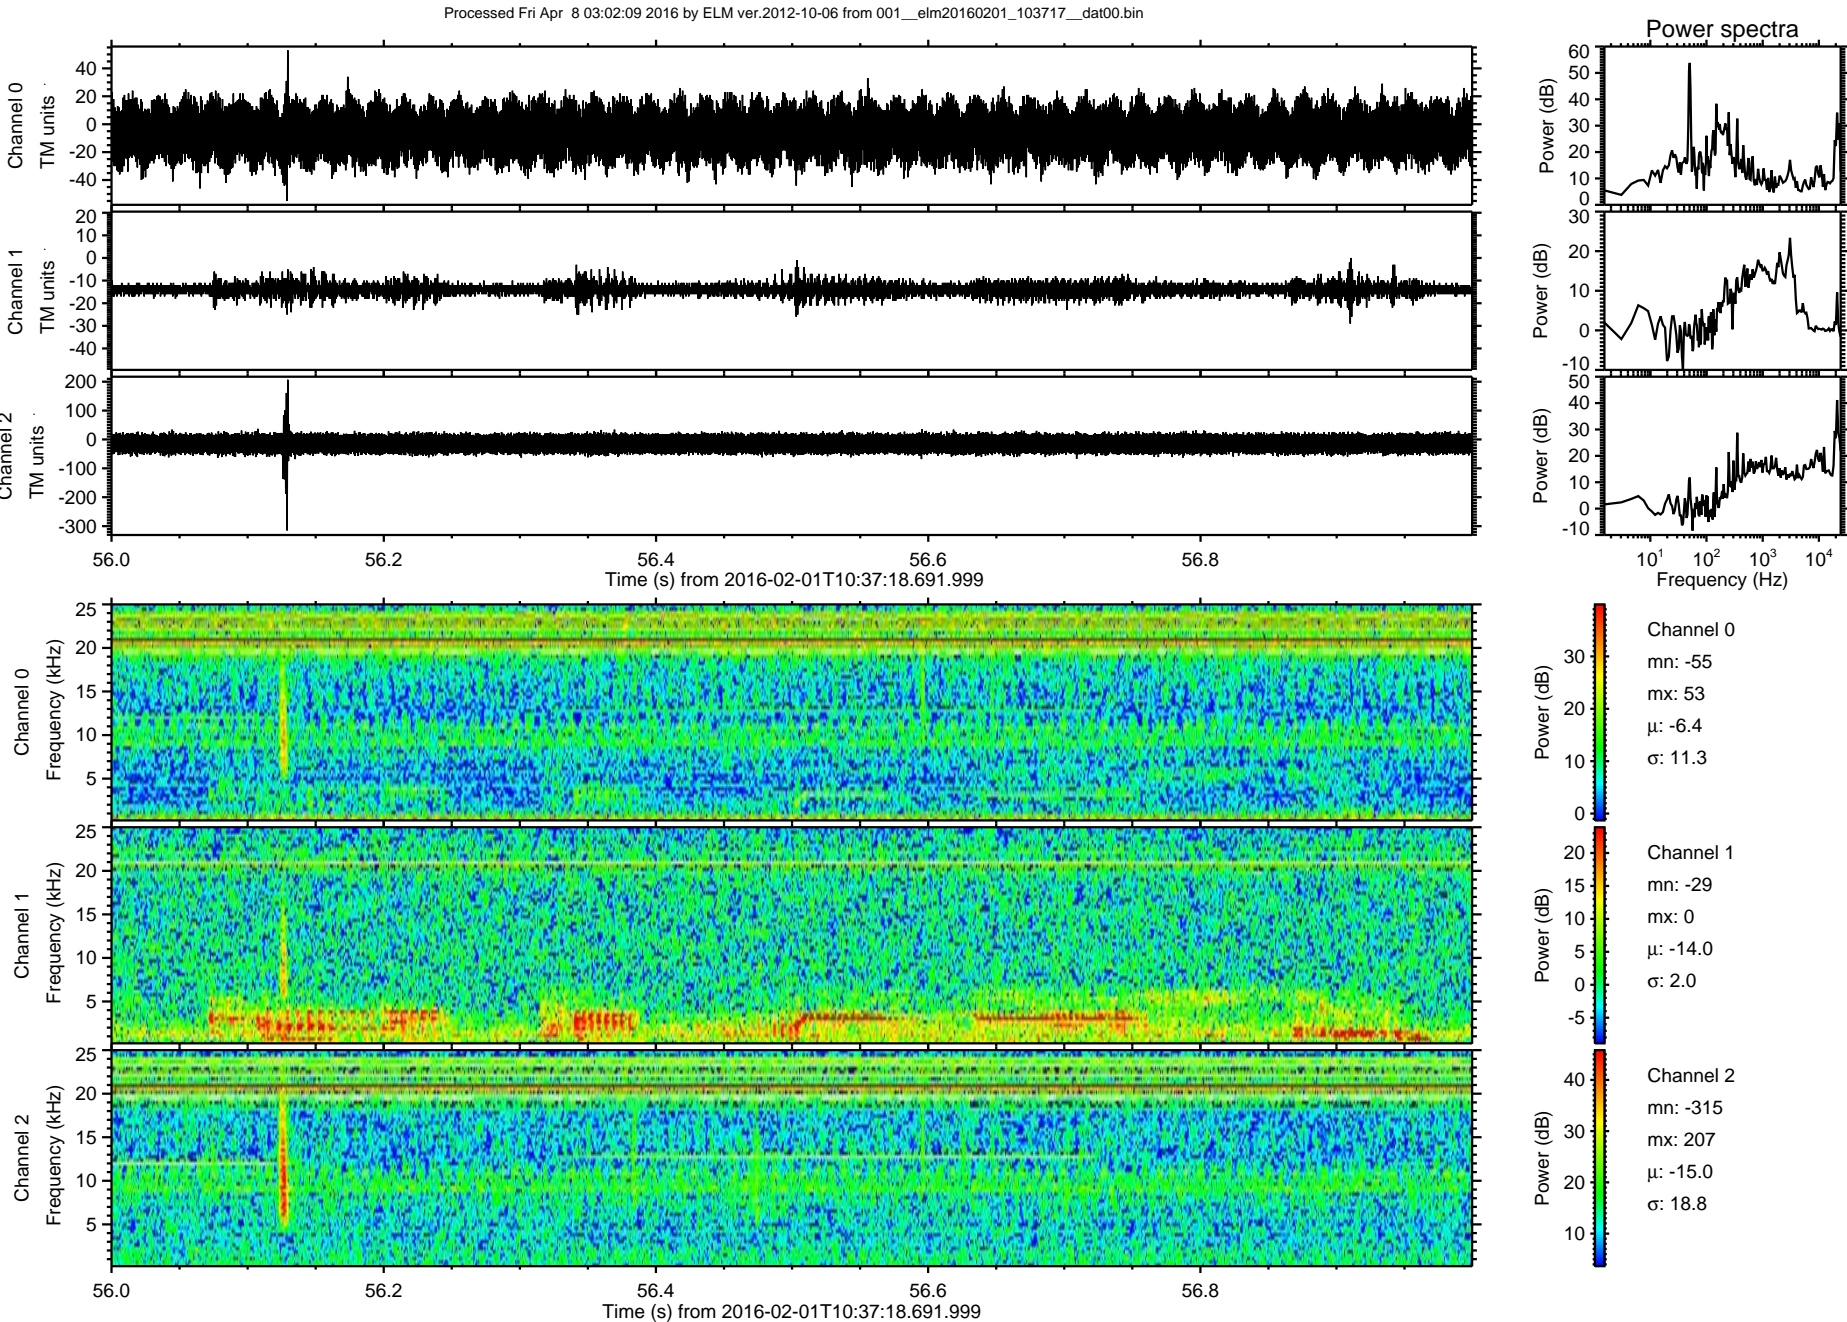 Processed Fri Apr  8 03:02:09 2016 by ELM ver.2012-10-06 from 001__elm20160201_103717__dat00.bin
Power spectra
Channel 0
TM units
40
20
0
-20
-40
Power (dB)
60
50
40
30
20
10
0
Channel 1
TM units
20
10
0
-10
-20
-30
-40
Power (dB)
30
20
10
0
-10
Channel 2
TM units
200
100
0
-100
-200
-300
Power (dB)
50
40
30
20
10
0
-10
56.0 56.2 56.4 56.6 56.8
Time (s) from 2016-02-01T10:37:18.691.999
10¹ 10² 10³ 10⁴
Frequency (Hz)
Channel 0
Frequency (kHz)
25
20
15
10
5
Power (dB)
30
20
10
0
Channel 0
mn: -55
mx: 53
μ: -6.4
σ: 11.3
Channel 1
Frequency (kHz)
25
20
15
10
5
Power (dB)
20
15
10
5
0
-5
Channel 1
mn: -29
mx: 0
μ: -14.0
σ: 2.0
Channel 2
Frequency (kHz)
25
20
15
10
5
Power (dB)
40
30
20
10
Channel 2
mn: -315
mx: 207
μ: -15.0
σ: 18.8
56.0 56.2 56.4 56.6 56.8
Time (s) from 2016-02-01T10:37:18.691.999